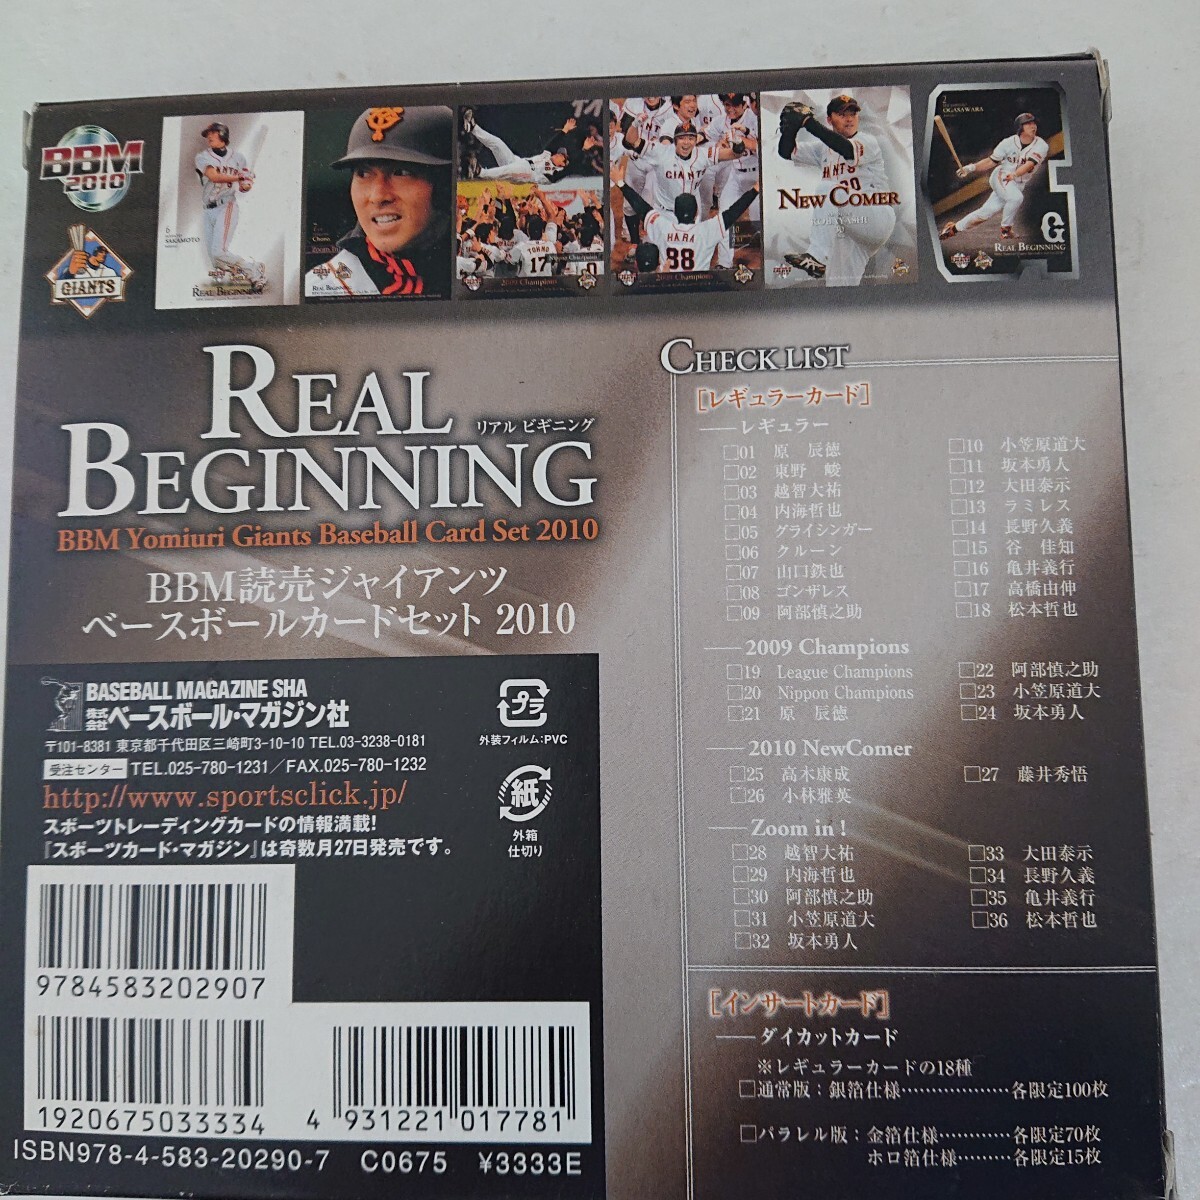 BBM
2010
GIANTS
6
SAKAMOTO
REAL BEGINNING
REAL BEGINNING
TONNO
17
0
2009 Champions
GIANTS
HARA
88
2009 Champions
NEW COMER
OGASAWARA
G
REAL BEGINNING
REAL
BEGINNING
リアル ビギニング
BBM Yomiuri Giants Baseball Card Set 2010
BBM読売ジャイアンツ
ベースボールカードセット 2010
BASEBALL MAGAZINE SHA
株式会社 ベースボール・マガジン社
〒101-8381 東京都千代田区三崎町3-10-10 TEL.03-3238-0181
受注センター TEL.025-780-1231／FAX.025-780-1232
http://www.sportsclick.jp/
スポーツトレーディングカードの情報満載!
『スポーツカード・マガジン』は奇数月27日発売です。
プラ
外装フィルム:PVC
紙
外箱
仕切り
9784583202907
1920675033334
4 931221 017781
ISBN978-4-583-20290-7 C0675 ¥3333E
CHECK LIST
［レギュラーカード］
レギュラー
□01 原 辰徳
□02 東野 峻
□03 越智大祐
□04 内海哲也
□05 グライシンガー
□06 クルーン
□07 山口鉄也
□08 ゴンザレス
□09 阿部慎之助
□10 小笠原道大
□11 坂本勇人
□12 大田泰示
□13 ラミレス
□14 長野久義
□15 谷 佳知
□16 亀井義行
□17 高橋由伸
□18 松本哲也
2009 Champions
□19 League Champions
□20 Nippon Champions
□21 原 辰徳
□22 阿部慎之助
□23 小笠原道大
□24 坂本勇人
2010 NewComer
□25 高木康成
□26 小林雅英
□27 藤井秀悟
Zoom in !
□28 越智大祐
□29 内海哲也
□30 阿部慎之助
□31 小笠原道大
□32 坂本勇人
□33 大田泰示
□34 長野久義
□35 亀井義行
□36 松本哲也
［インサートカード］
ダイカットカード
※レギュラーカードの18種
□通常版：銀箔仕様………………各限定100枚
□パラレル版：金箔仕様…………各限定70枚
ホロ箔仕様………各限定15枚